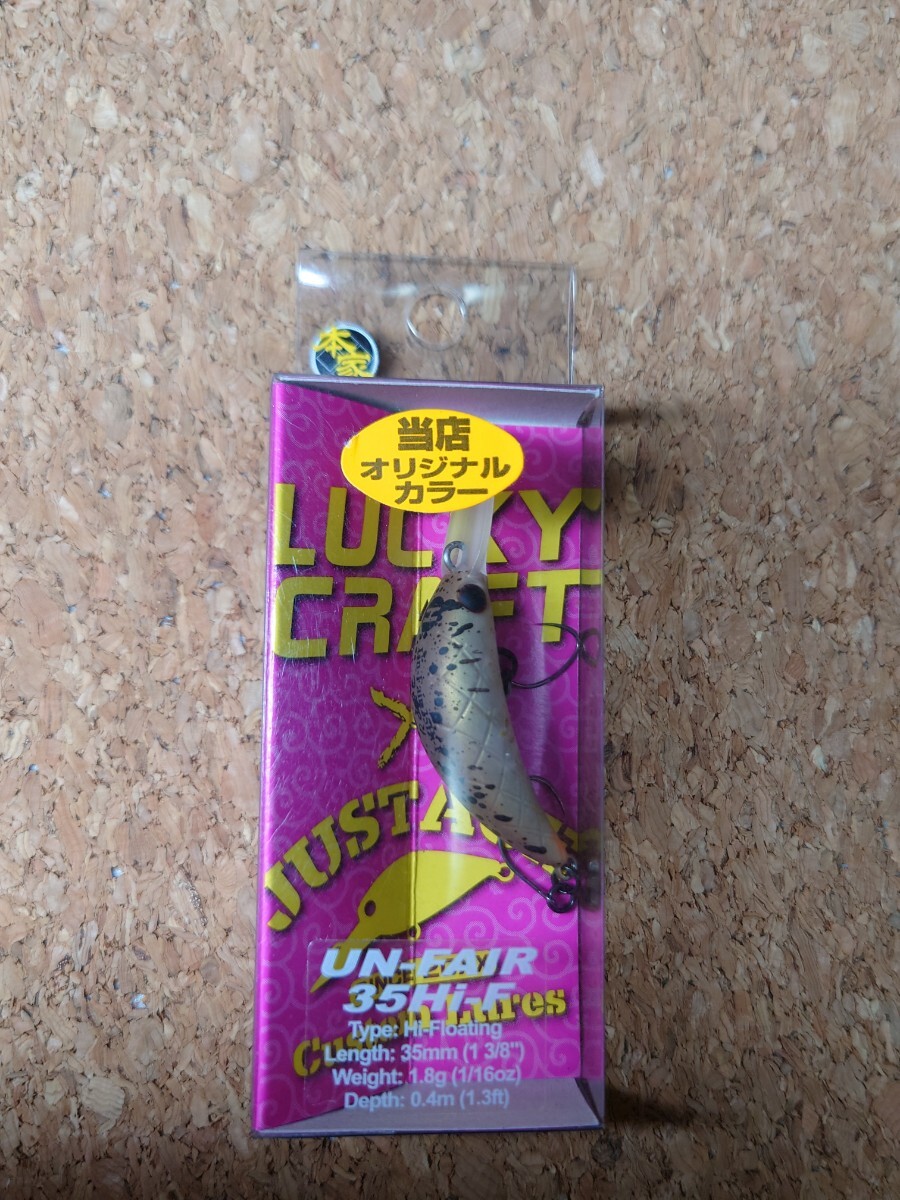 本家
当店
オリジナル
カラー
LUCKY
CRAFT
×
UN-FAIR
35Hi-F
Custom Lures
Type: Hi-Floating
Length: 35mm (1 3/8")
Weight: 1.8g (1/16oz)
Depth: 0.4m (1.3ft)